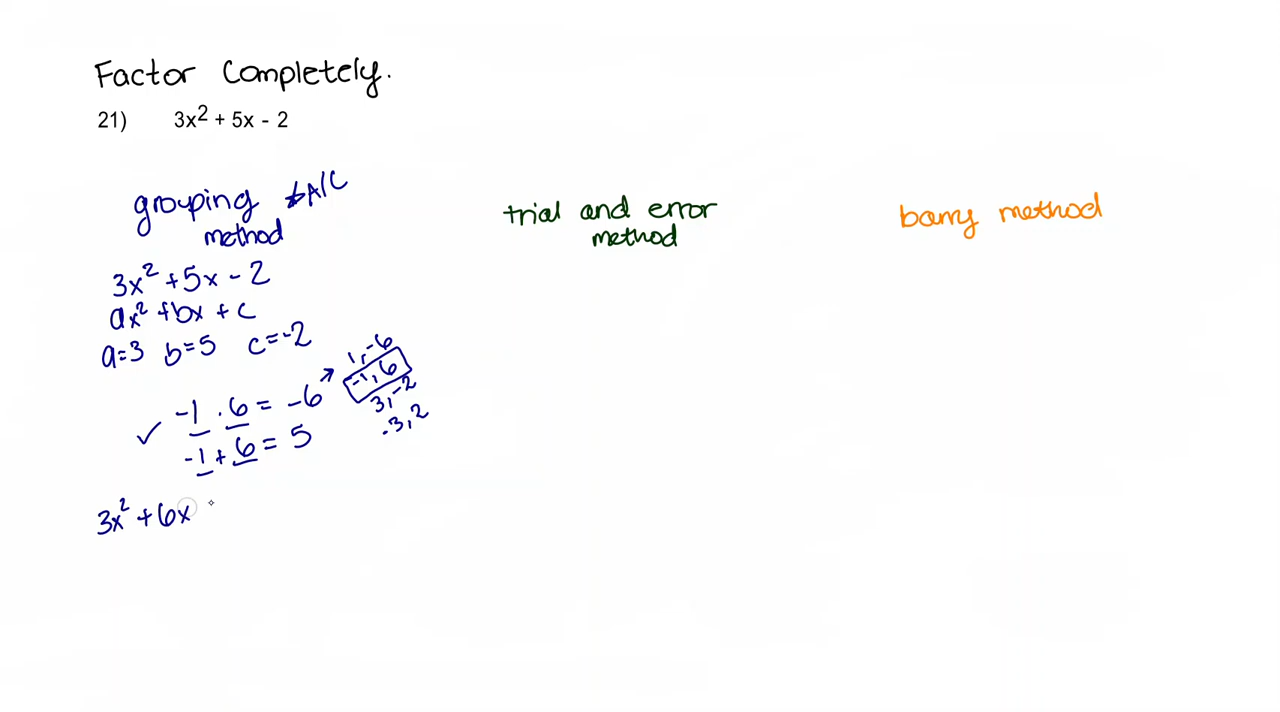 Factor Completely.
21) 3x² + 5x - 2
grouping A/C
method
3x² + 5x - 2
ax² + bx + c
a=3 b=5 c=-2
-1 · 6 = -6
-1 + 6 = 5
1, -6
-1, 6
3, -2
-3, 2
3x² + 6x
trial and error
method
barry method